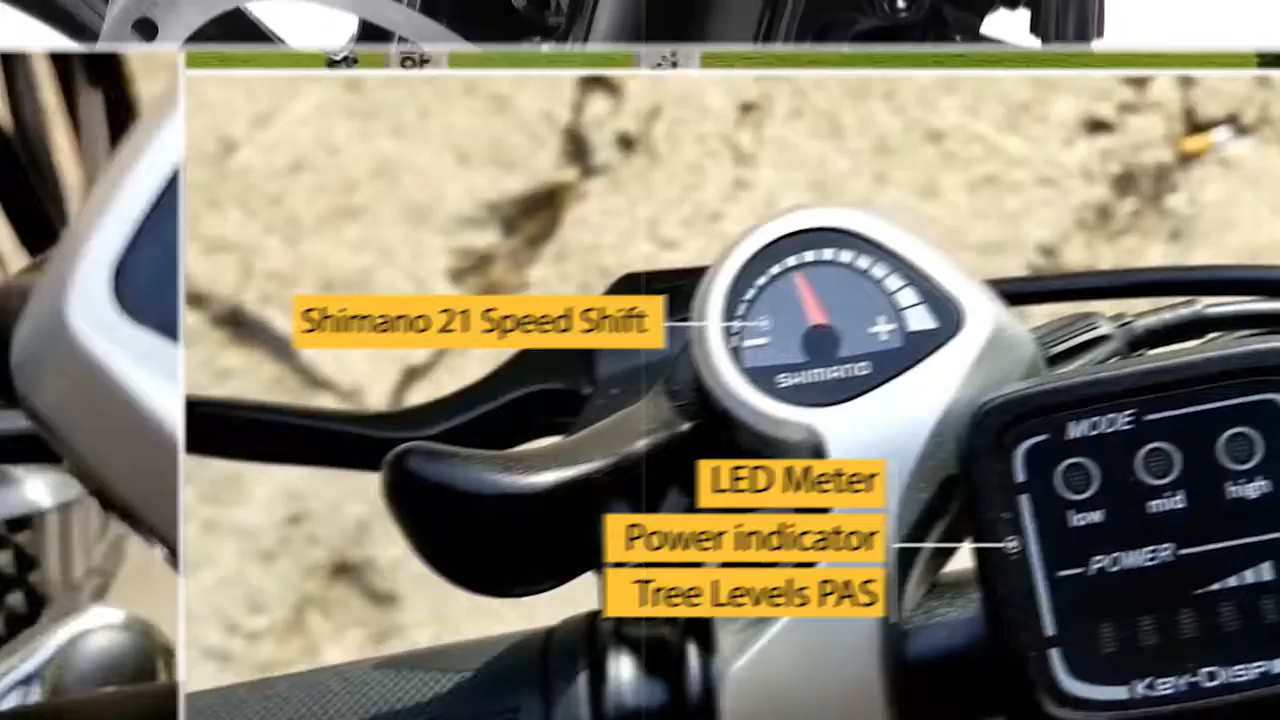 Shimano 21 Speed Shift
SHIMANO
LED Meter
Power indicator
Tree Levels PAS
MODE
low mid high
POWER